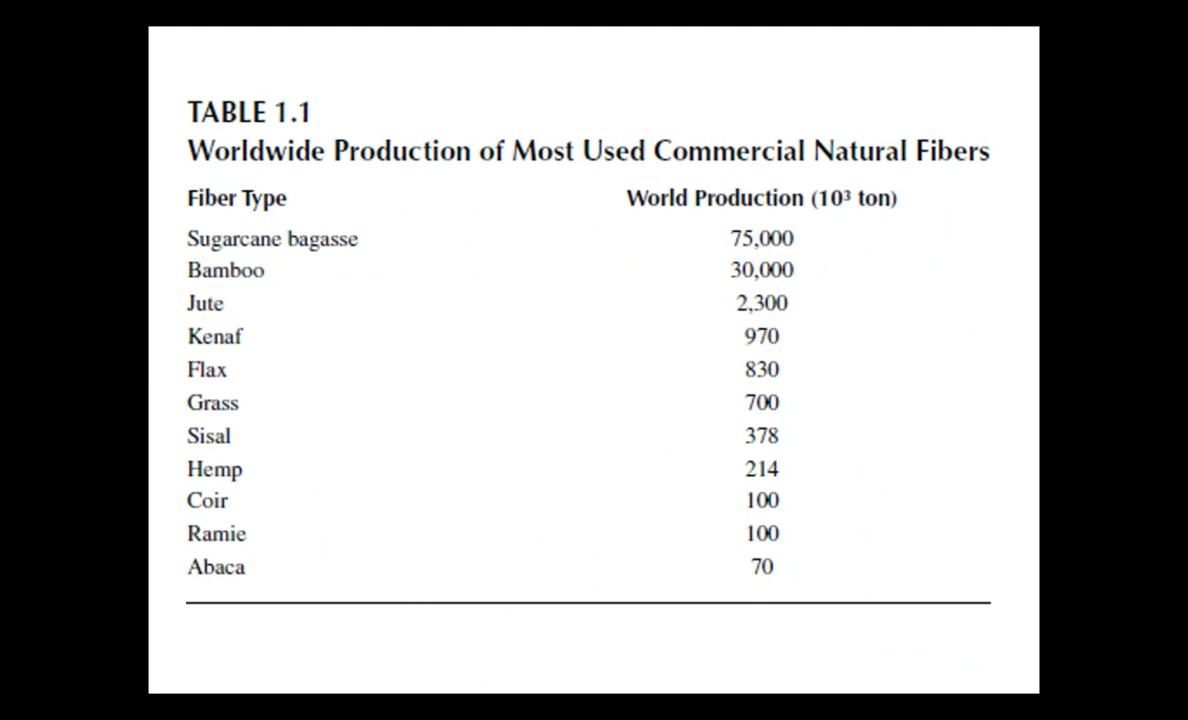 TABLE 1.1
Worldwide Production of Most Used Commercial Natural Fibers
Fiber Type World Production (10³ ton)
Sugarcane bagasse 75,000
Bamboo 30,000
Jute 2,300
Kenaf 970
Flax 830
Grass 700
Sisal 378
Hemp 214
Coir 100
Ramie 100
Abaca 70